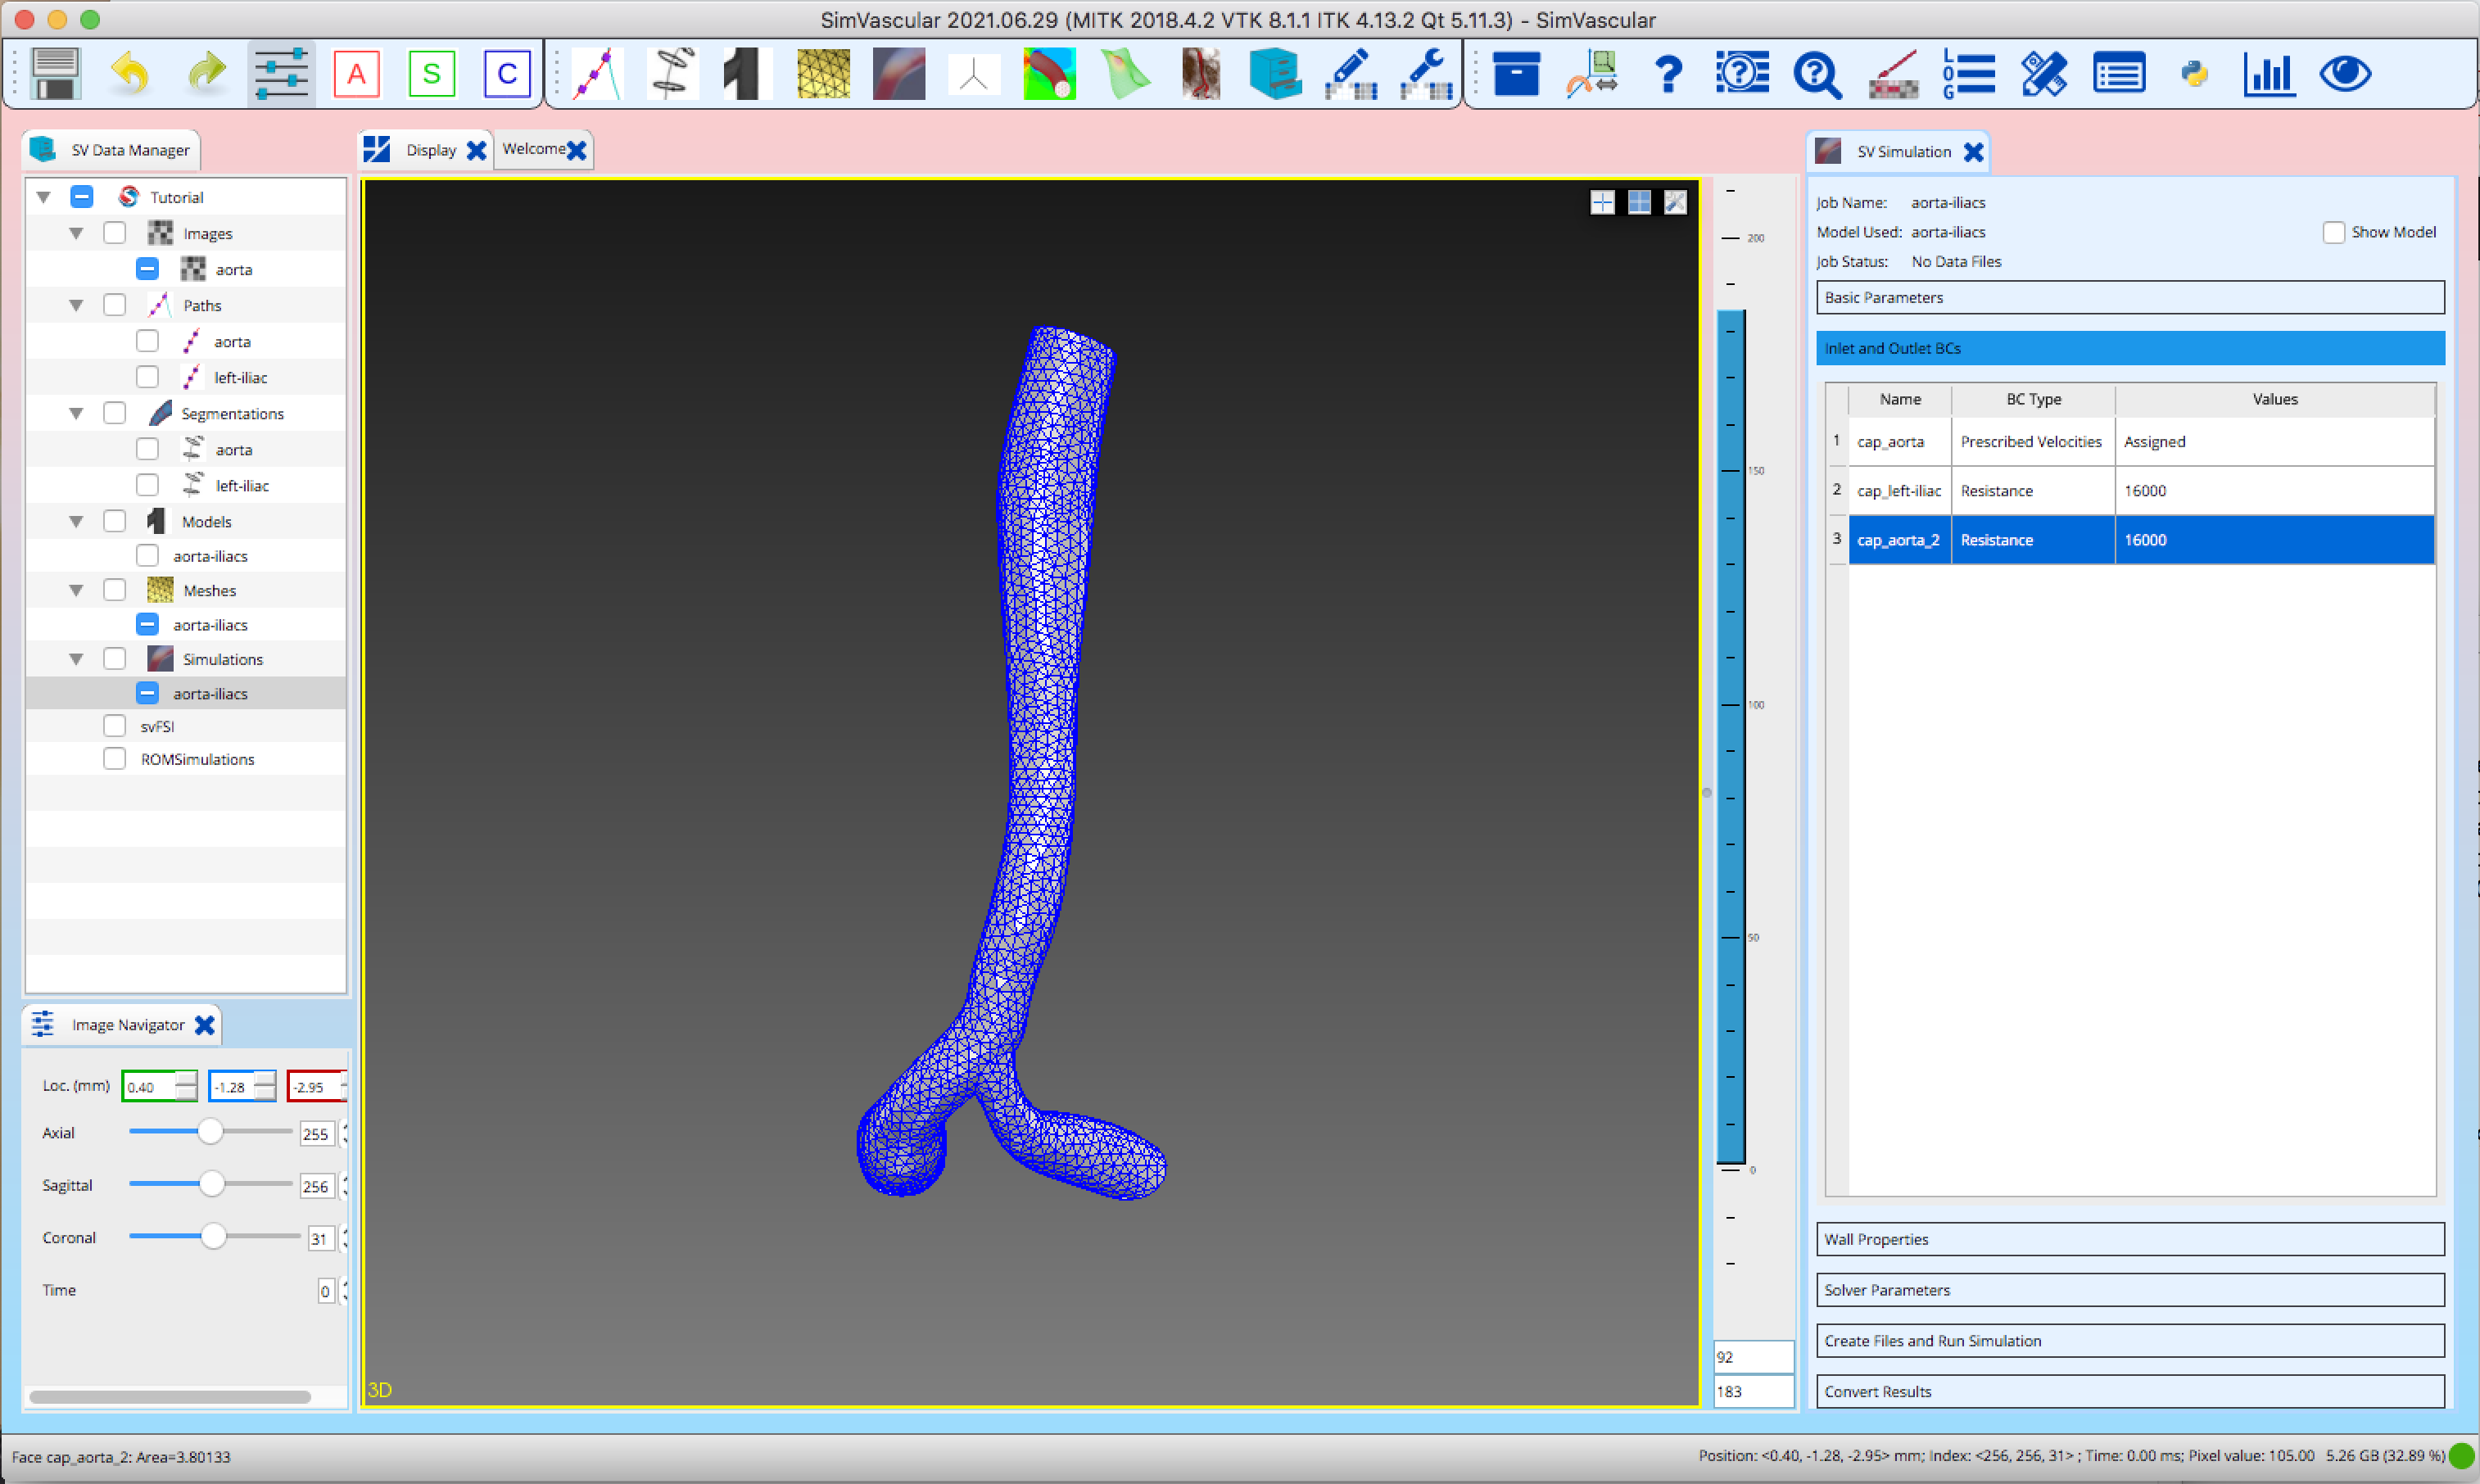 SimVascular 2021.06.29 (MITK 2018.4.2 VTK 8.1.1 ITK 4.13.2 Qt 5.11.3) - SimVascular
A S C
LOG
SV Data Manager
Tutorial
Images
aorta
Paths
aorta
left-iliac
Segmentations
aorta
left-iliac
Models
aorta-iliacs
Meshes
aorta-iliacs
Simulations
aorta-iliacs
svFSI
ROMSimulations
Image Navigator
Loc. (mm) 0.40 -1.28 -2.95
Axial 255
Sagittal 256
Coronal 31
Time 0
Display Welcome
3D
200
150
100
50
0
92
183
SV Simulation
Job Name: aorta-iliacs
Model Used: aorta-iliacs Show Model
Job Status: No Data Files
Basic Parameters
Inlet and Outlet BCs
Name BC Type Values
1 cap_aorta Prescribed Velocities Assigned
2 cap_left-iliac Resistance 16000
3 cap_aorta_2 Resistance 16000
Wall Properties
Solver Parameters
Create Files and Run Simulation
Convert Results
Face cap_aorta_2: Area=3.80133
Position: <0.40, -1.28, -2.95> mm; Index: <256, 256, 31> ; Time: 0.00 ms; Pixel value: 105.00 5.26 GB (32.89 %)